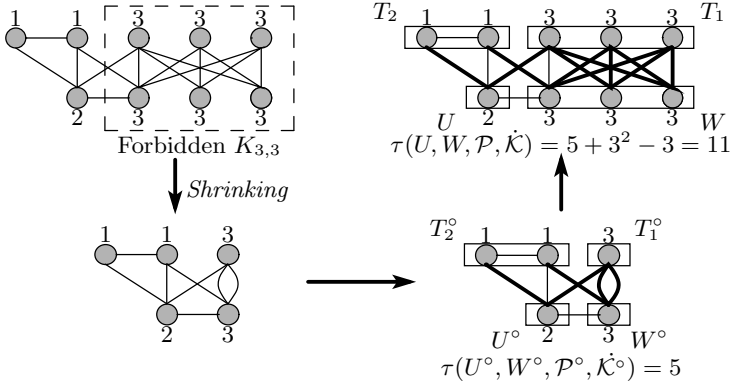 1 1 3 3 3
2 3 3 3
Forbidden K3,3
Shrinking
1 1 3
2 3
T2 T1
1 1 3 3 3
2 3 3 3
U W
τ(U, W, 𝒫, 𝒦̇) = 5 + 3² − 3 = 11
T2° T1°
1 1 3
2 3
U° W°
τ(U°, W°, 𝒫°, 𝒦̇°) = 5